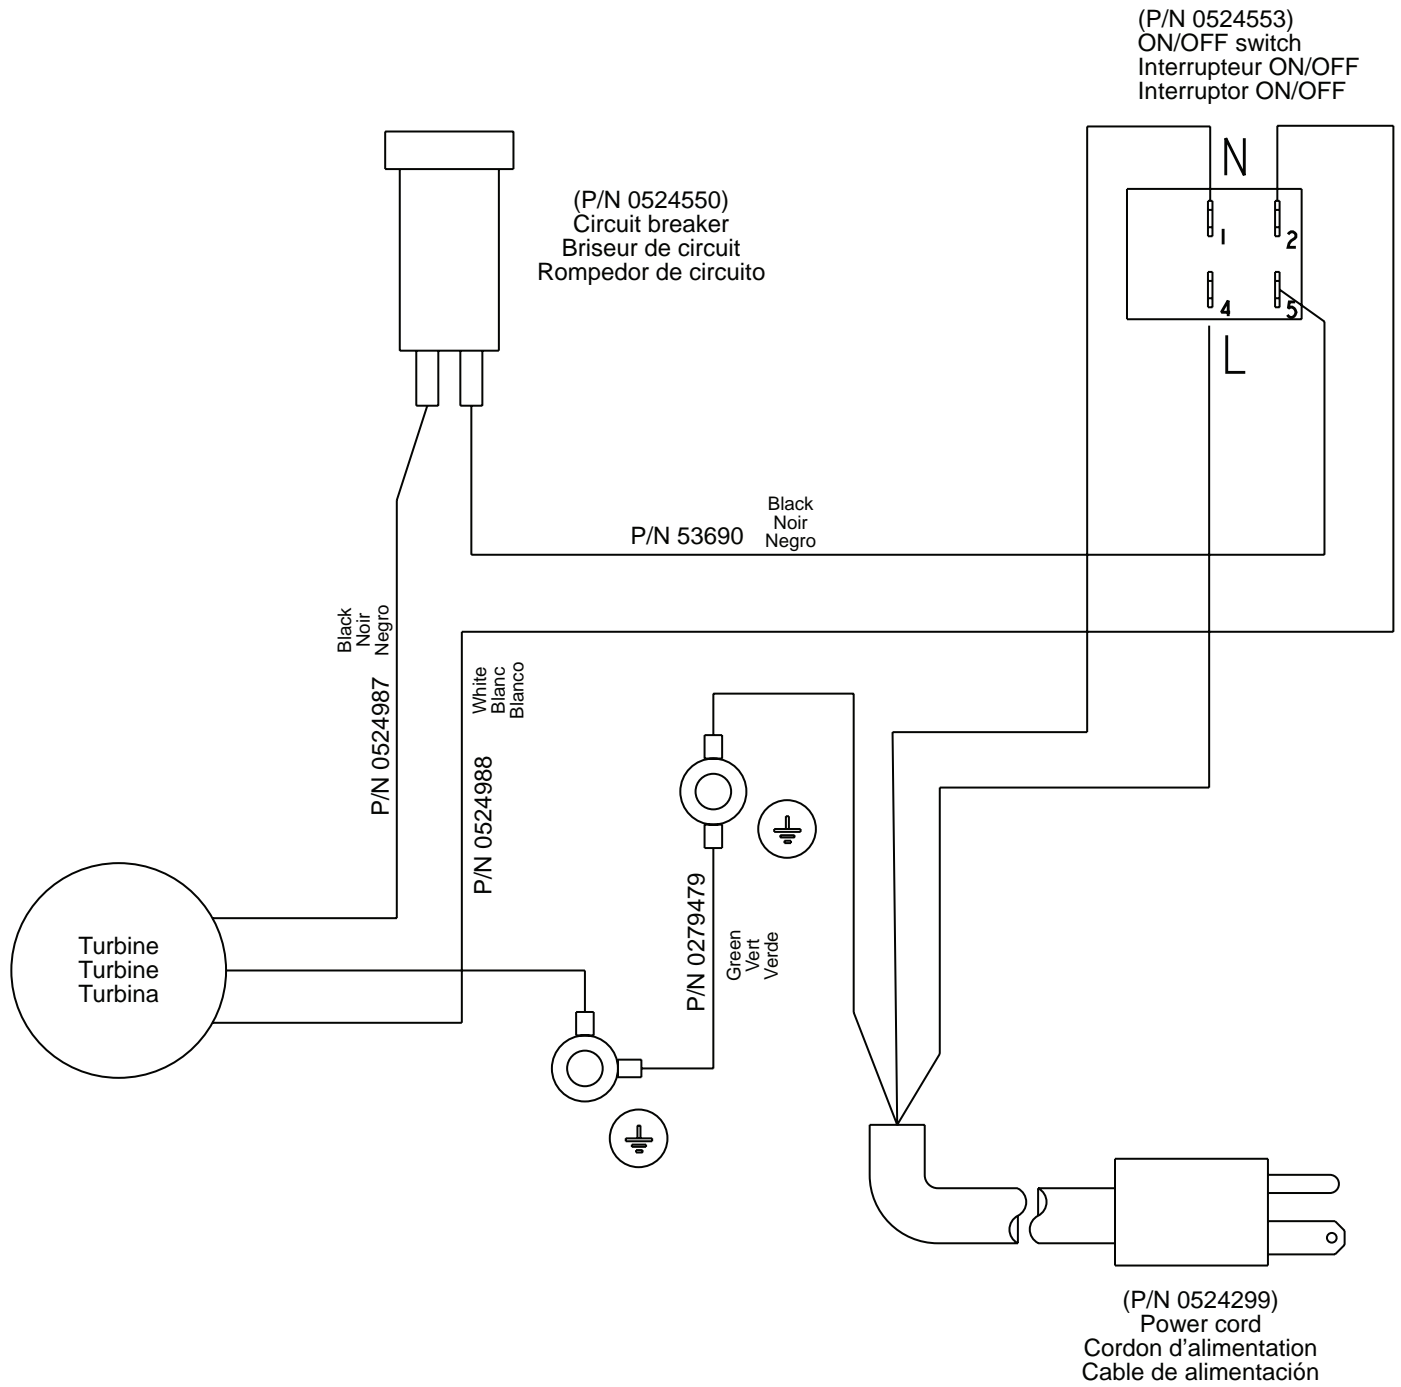 (P/N 0524553)
ON/OFF switch
Interrupteur ON/OFF
Interruptor ON/OFF
N
1
2
4
5
L
(P/N 0524550)
Circuit breaker
Briseur de circuit
Rompedor de circuito
P/N 53690
Black
Noir
Negro
Black
Noir
Negro
P/N 0524987
White
Blanc
Blanco
P/N 0524988
P/N 0279479
Green
Vert
Verde
Turbine
Turbine
Turbina
(P/N 0524299)
Power cord
Cordon d'alimentation
Cable de alimentación